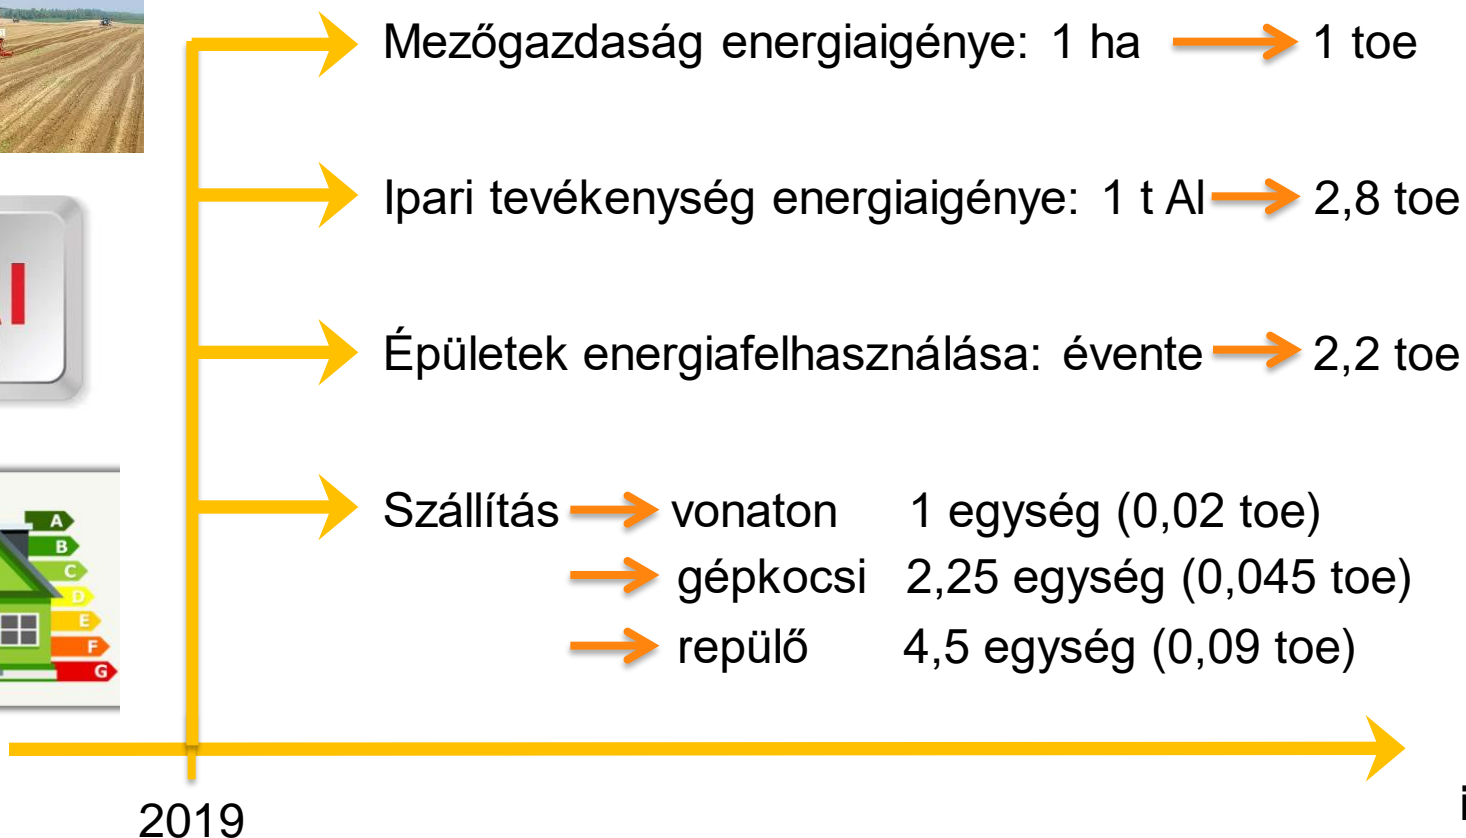 Mezőgazdaság energiaigénye: 1 ha 1 toe
Ipari tevékenység energiaigénye: 1 t Al 2,8 toe
Épületek energiafelhasználása: évente 2,2 toe
A
B
C
D
E
F
G
Szállítás vonaton 1 egység (0,02 toe)
gépkocsi 2,25 egység (0,045 toe)
repülő 4,5 egység (0,09 toe)
2019